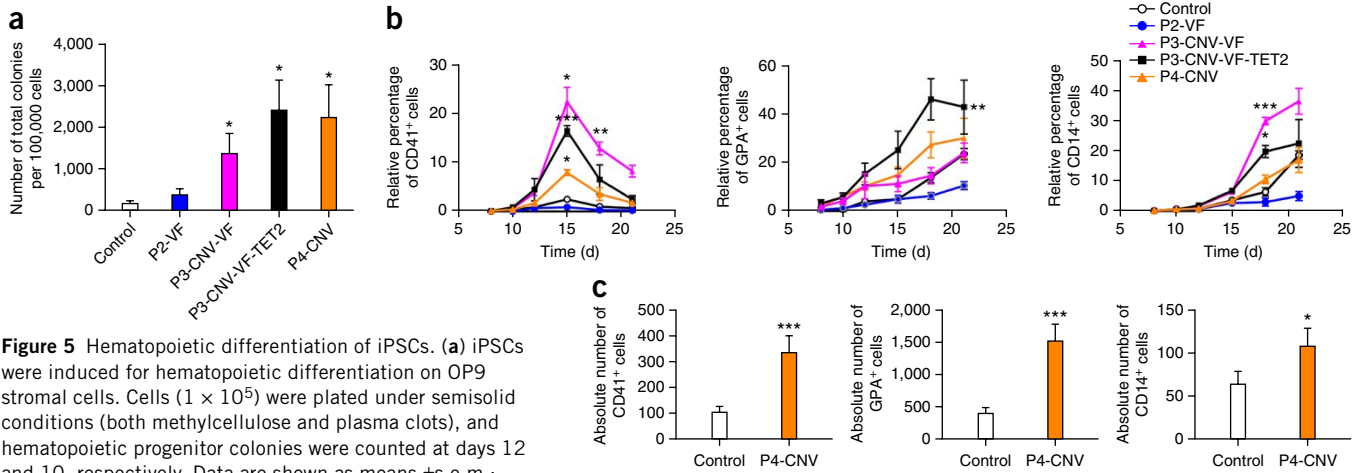 a
Number of total colonies
per 100,000 cells
4,000
3,000
2,000
1,000
0
*
*
*
Control
P2-VF
P3-CNV-VF
P3-CNV-VF-TET2
P4-CNV
b
Relative percentage
of CD41+ cells
30
20
10
0
*
***
**
*
5 10 15 20 25
Time (d)
Relative percentage
of GPA+ cells
60
40
20
0
**
5 10 15 20 25
Time (d)
Control
P2-VF
P3-CNV-VF
P3-CNV-VF-TET2
P4-CNV
Relative percentage
of CD14+ cells
50
40
30
20
10
0
***
*
5 10 15 20 25
Time (d)
c
Absolute number of
CD41+ cells
500
400
300
200
100
0
***
Control P4-CNV
Absolute number of
GPA+ cells
2,000
1,500
1,000
500
0
***
Control P4-CNV
Absolute number of
CD14+ cells
150
100
50
0
*
Control P4-CNV
Figure 5 Hematopoietic differentiation of iPSCs. (a) iPSCs
were induced for hematopoietic differentiation on OP9
stromal cells. Cells (1 × 10⁵) were plated under semisolid
conditions (both methylcellulose and plasma clots), and
hematopoietic progenitor colonies were counted at days 12
and 10, respectively. Data are shown as means ±s.e.m.;